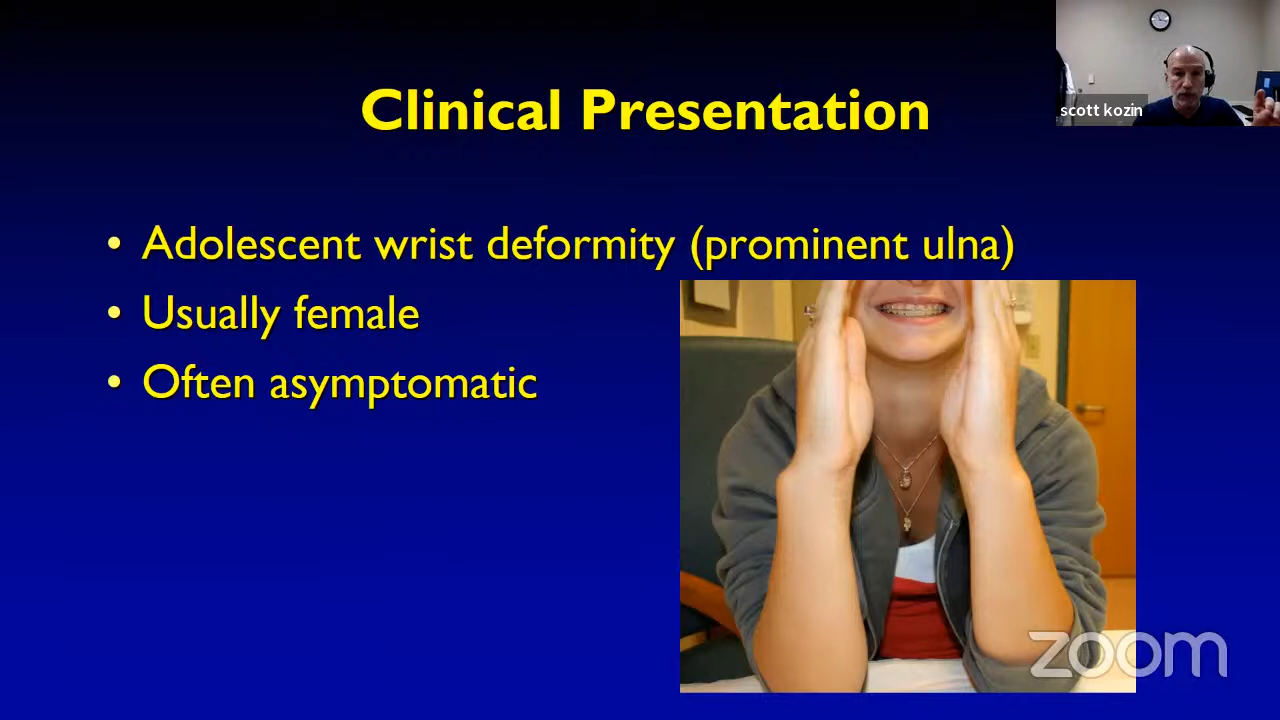 Clinical Presentation
scott kozin
• Adolescent wrist deformity (prominent ulna)
• Usually female
• Often asymptomatic
zoom